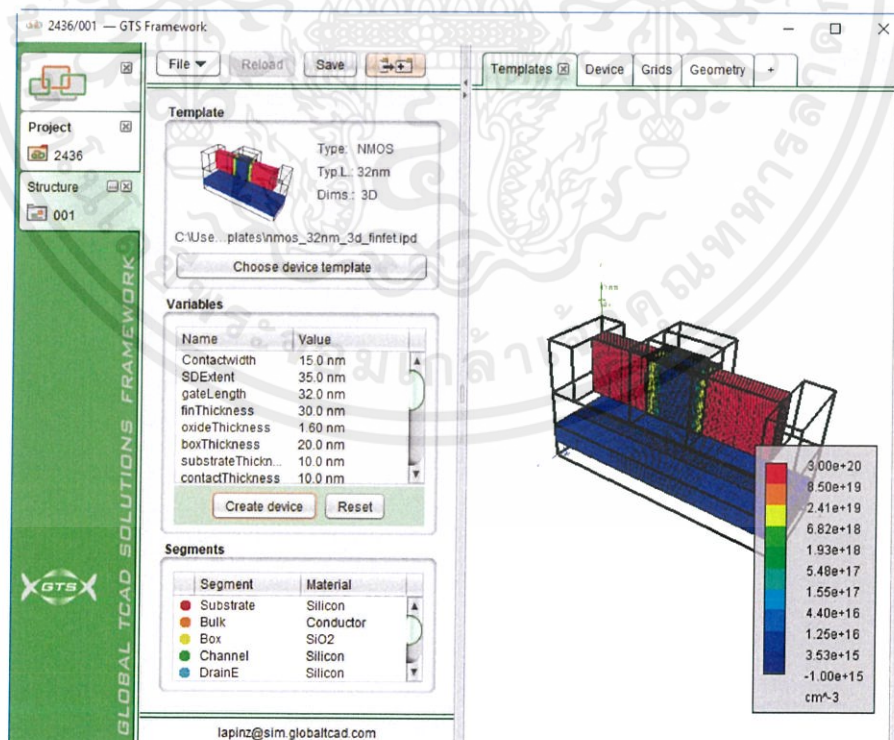 2436/001 — GTS Framework
File Reload Save
Templates Device Grids Geometry +
Project
2436
Structure
001
GLOBAL TCAD SOLUTIONS FRAMEWORK
GTS
Template
Type: NMOS
Typ.L.: 32nm
Dims.: 3D
C:\Use...plates\nmos_32nm_3d_finfet.ipd
Choose device template
Variables
Name Value
Contactwidth 15.0 nm
SDExtent 35.0 nm
gateLength 32.0 nm
finThickness 30.0 nm
oxideThickness 1.60 nm
boxThickness 20.0 nm
substrateThickn... 10.0 nm
contactThickness 10.0 nm
Create device Reset
Segments
Segment Material
Substrate Silicon
Bulk Conductor
Box SiO2
Channel Silicon
DrainE Silicon
lapinz@sim.globaltcad.com
3.00e+20
8.50e+19
2.41e+19
6.82e+18
1.93e+18
5.48e+17
1.55e+17
4.40e+16
1.25e+16
3.53e+15
-1.00e+15
cm^-3